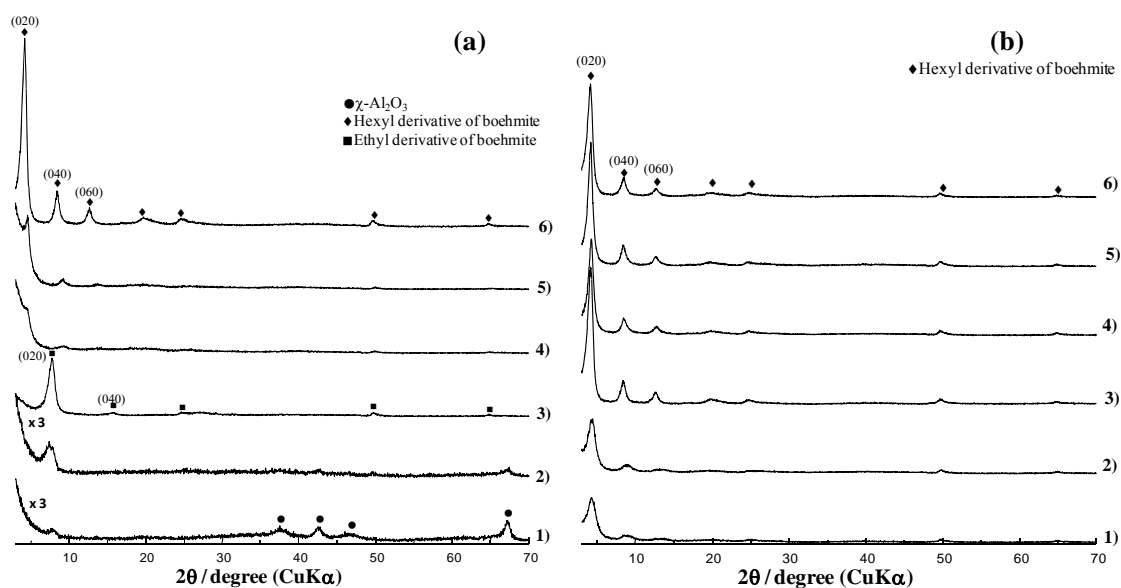 (a)
●χ-Al₂O₃
♦Hexyl derivative of boehmite
■Ethyl derivative of boehmite
(020)
(040)
(060)
6)
5)
4)
(020)
(040)
3)
x 3
2)
x 3
1)
10 20 30 40 50 60 70
2θ / degree (CuKα)
(b)
♦Hexyl derivative of boehmite
(020)
(040)
(060)
6)
5)
4)
3)
2)
1)
10 20 30 40 50 60 70
2θ / degree (CuKα)